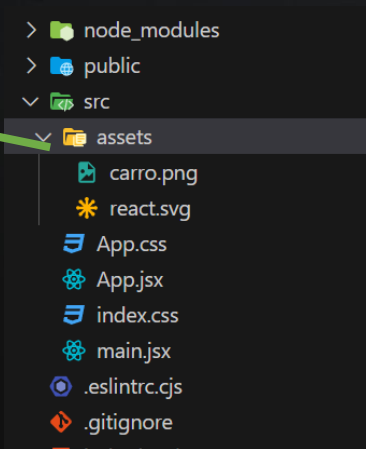 node_modules
public
src
assets
carro.png
react.svg
App.css
App.jsx
index.css
main.jsx
.eslintrc.cjs
.gitignore